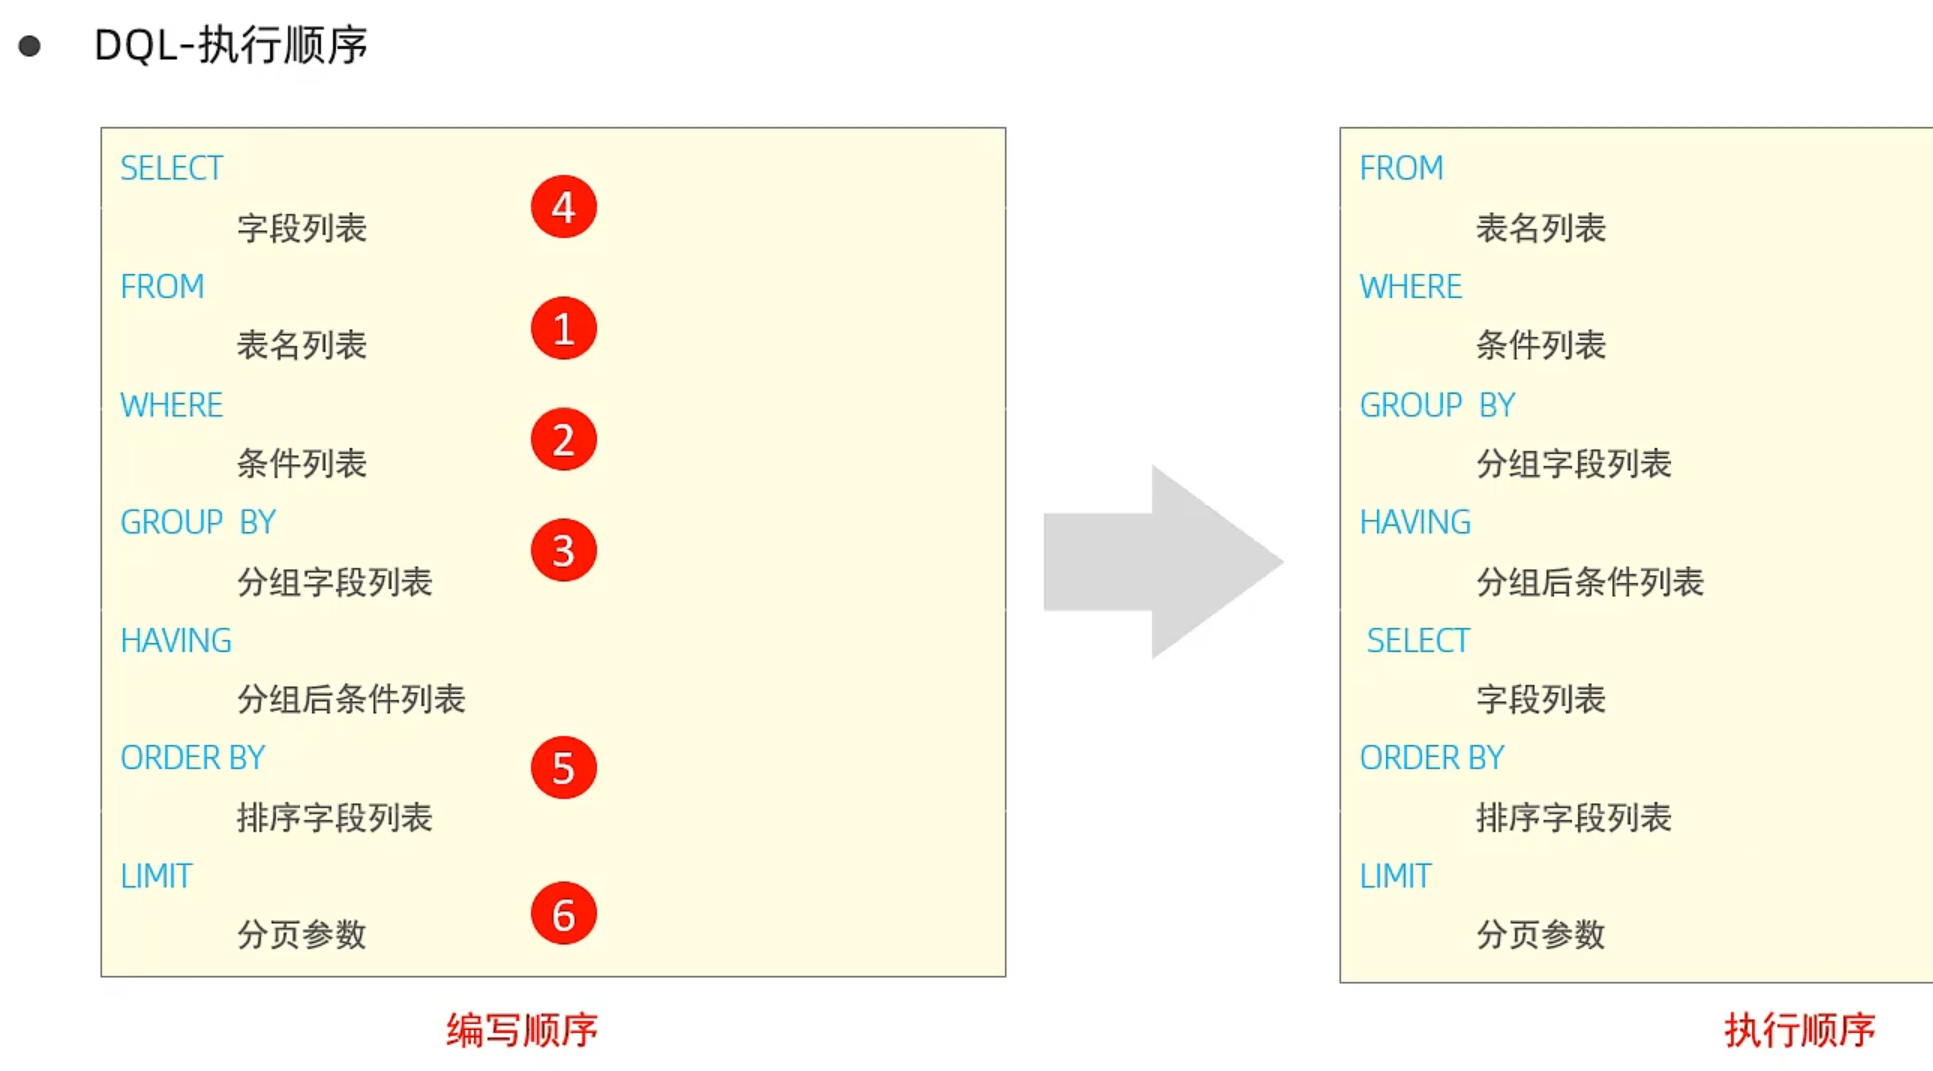 DQL-执行顺序
SELECT
字段列表
4
FROM
表名列表
1
WHERE
条件列表
2
GROUP BY
分组字段列表
3
HAVING
分组后条件列表
ORDER BY
排序字段列表
5
LIMIT
分页参数
6
编写顺序
FROM
表名列表
WHERE
条件列表
GROUP BY
分组字段列表
HAVING
分组后条件列表
SELECT
字段列表
ORDER BY
排序字段列表
LIMIT
分页参数
执行顺序